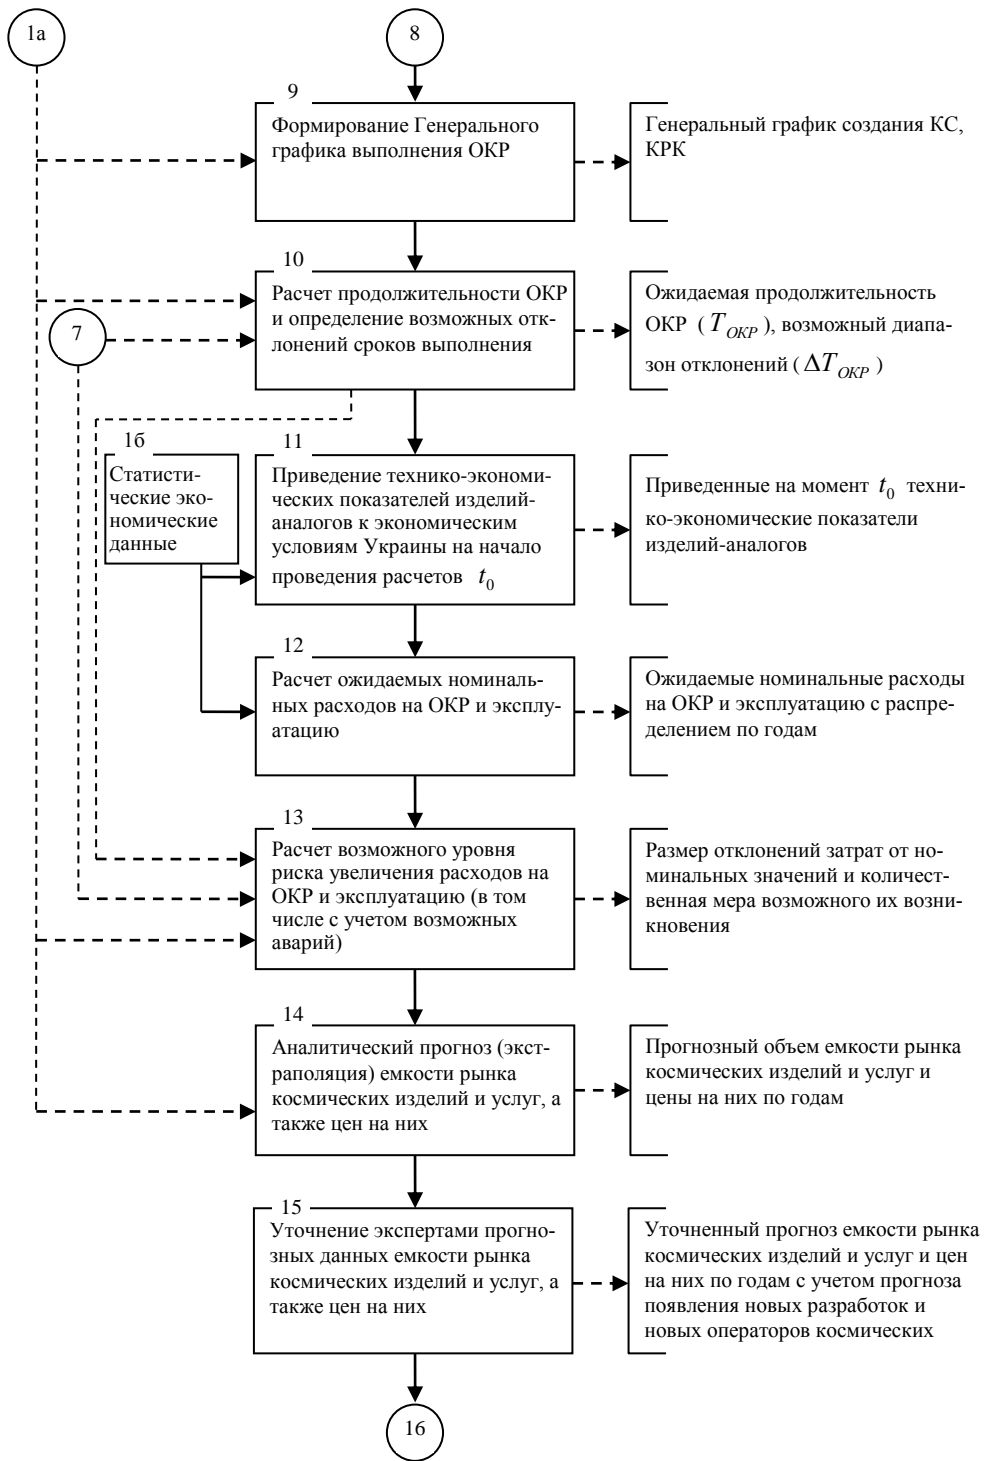 1а
8
9
Формирование Генерального
графика выполнения ОКР
Генеральный график создания КС,
КРК
10
Расчет продолжительности ОКР
и определение возможных отк-
лонений сроков выполнения
Ожидаемая продолжительность
ОКР ( T_ОКР ), возможный диапа-
зон отклонений ( ΔT_ОКР )
7
1б
Статисти-
ческие эко-
номические
данные
11
Приведение технико-экономи-
ческих показателей изделий-
аналогов к экономическим
условиям Украины на начало
проведения расчетов t₀
Приведенные на момент t₀ техни-
ко-экономические показатели
изделий-аналогов
12
Расчет ожидаемых номиналь-
ных расходов на ОКР и эксплу-
атацию
Ожидаемые номинальные расходы
на ОКР и эксплуатацию с распре-
делением по годам
13
Расчет возможного уровня
риска увеличения расходов на
ОКР и эксплуатацию (в том
числе с учетом возможных
аварий)
Размер отклонений затрат от но-
минальных значений и количест-
венная мера возможного их возни-
кновения
14
Аналитический прогноз (экст-
раполяция) емкости рынка
космических изделий и услуг, а
также цен на них
Прогнозный объем емкости рынка
космических изделий и услуг и
цены на них по годам
15
Уточнение экспертами прогно-
зных данных емкости рынка
космических изделий и услуг, а
также цен на них
Уточненный прогноз емкости рынка
космических изделий и услуг и цен
на них по годам с учетом прогноза
появления новых разработок и
новых операторов космических
16